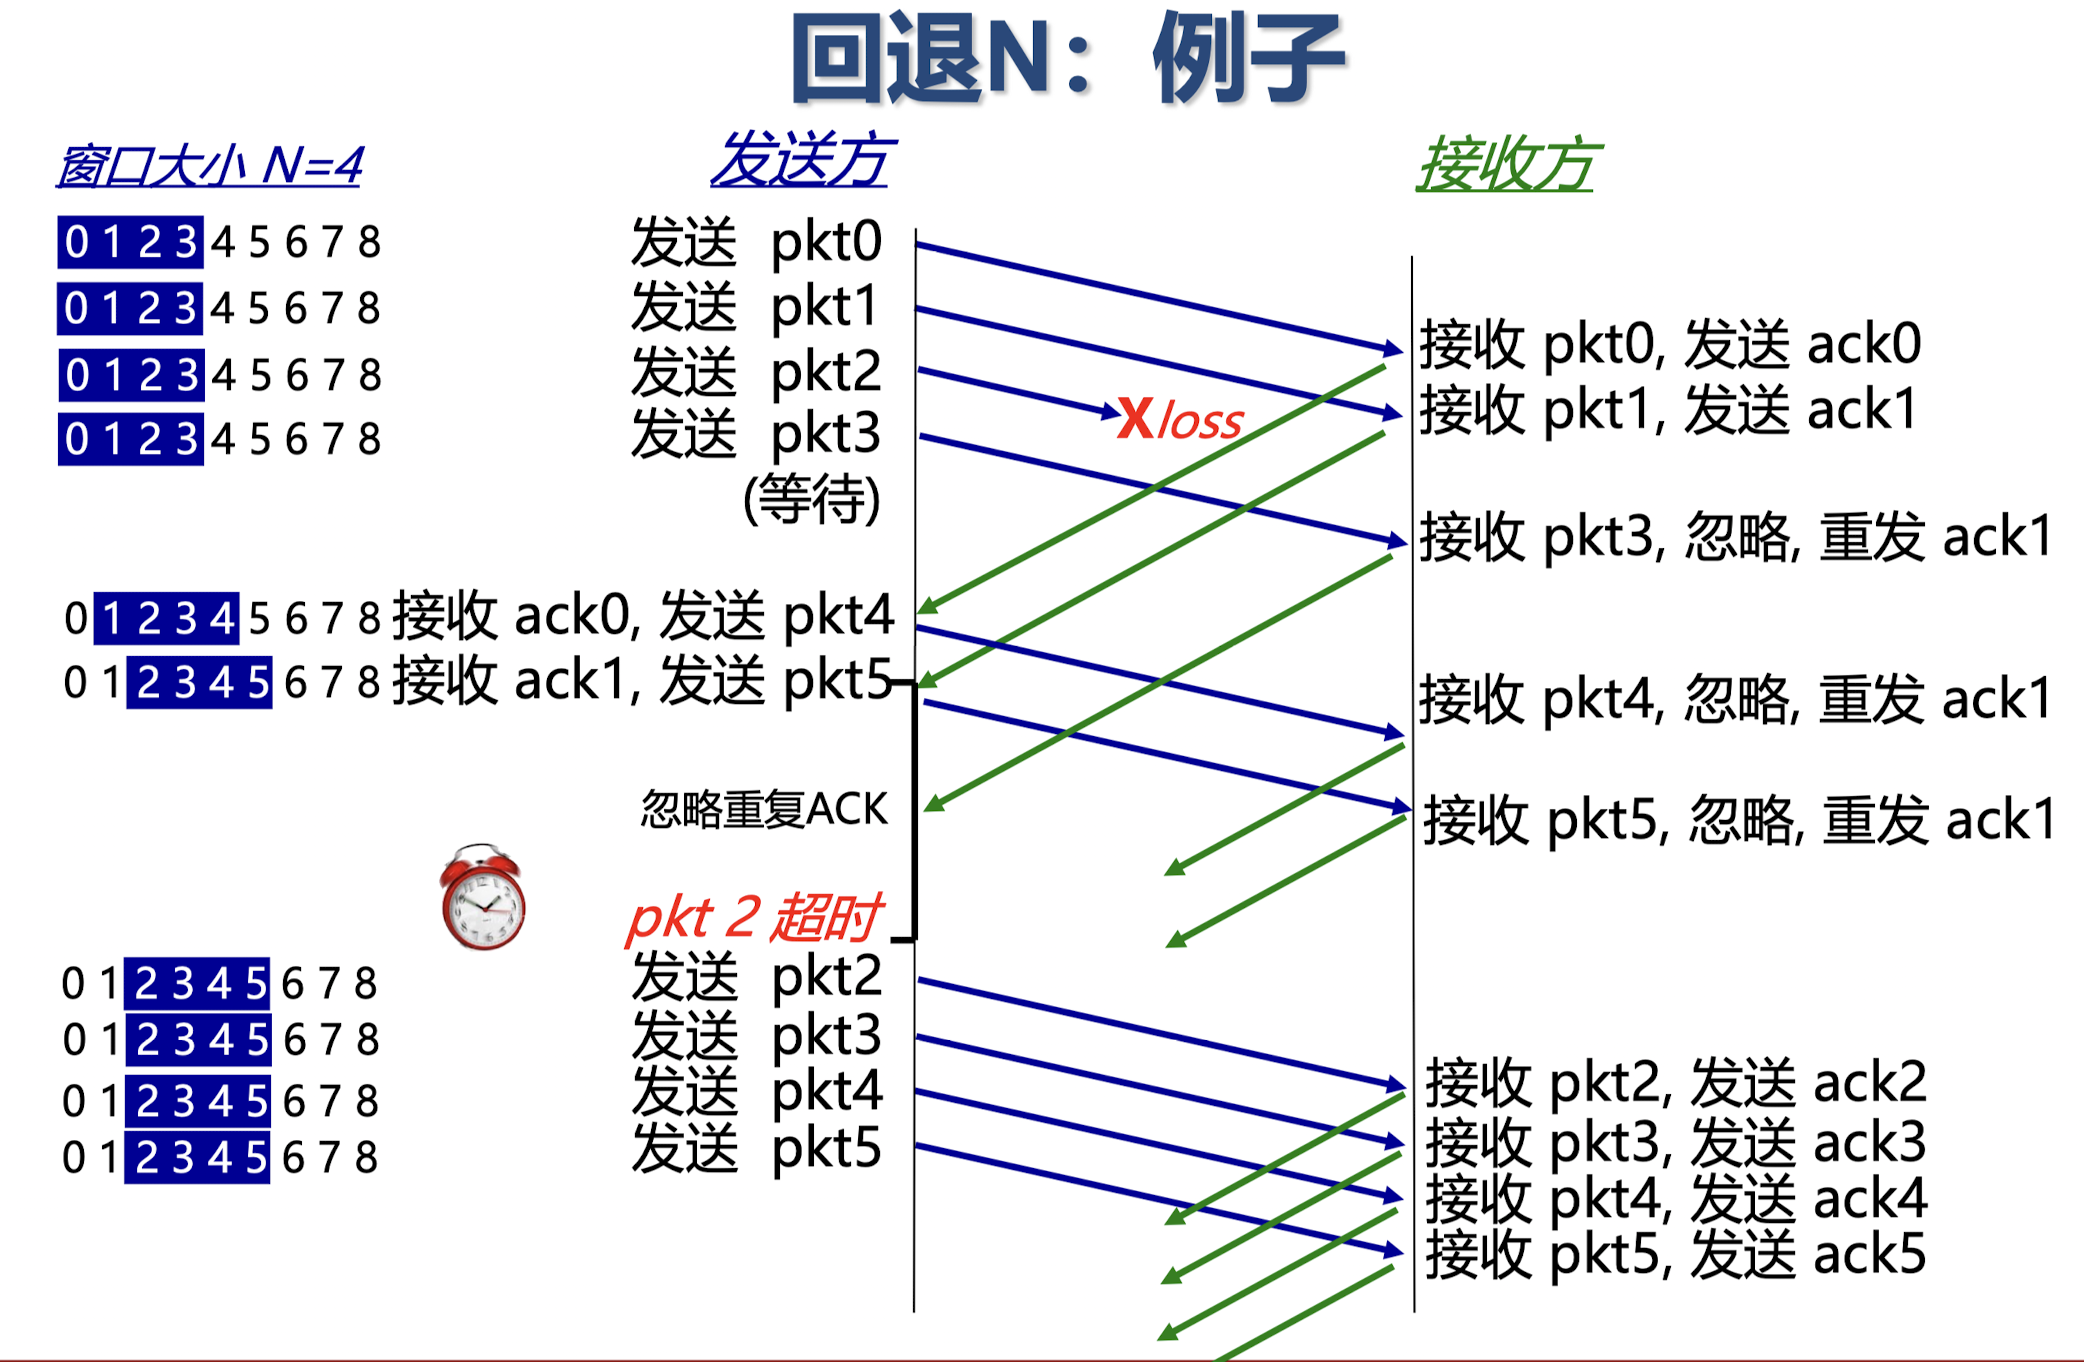 回退N：例子
窗口大小 N=4
发送方
接收方
0 1 2 3 4 5 6 7 8
发送 pkt0
0 1 2 3 4 5 6 7 8
发送 pkt1
接收 pkt0, 发送 ack0
0 1 2 3 4 5 6 7 8
发送 pkt2
接收 pkt1, 发送 ack1
X loss
0 1 2 3 4 5 6 7 8
发送 pkt3
(等待)
接收 pkt3, 忽略, 重发 ack1
0 1 2 3 4 5 6 7 8
接收 ack0, 发送 pkt4
0 1 2 3 4 5 6 7 8
接收 ack1, 发送 pkt5
接收 pkt4, 忽略, 重发 ack1
忽略重复ACK
接收 pkt5, 忽略, 重发 ack1
pkt 2 超时
0 1 2 3 4 5 6 7 8
发送 pkt2
0 1 2 3 4 5 6 7 8
发送 pkt3
接收 pkt2, 发送 ack2
0 1 2 3 4 5 6 7 8
发送 pkt4
接收 pkt3, 发送 ack3
0 1 2 3 4 5 6 7 8
发送 pkt5
接收 pkt4, 发送 ack4
接收 pkt5, 发送 ack5